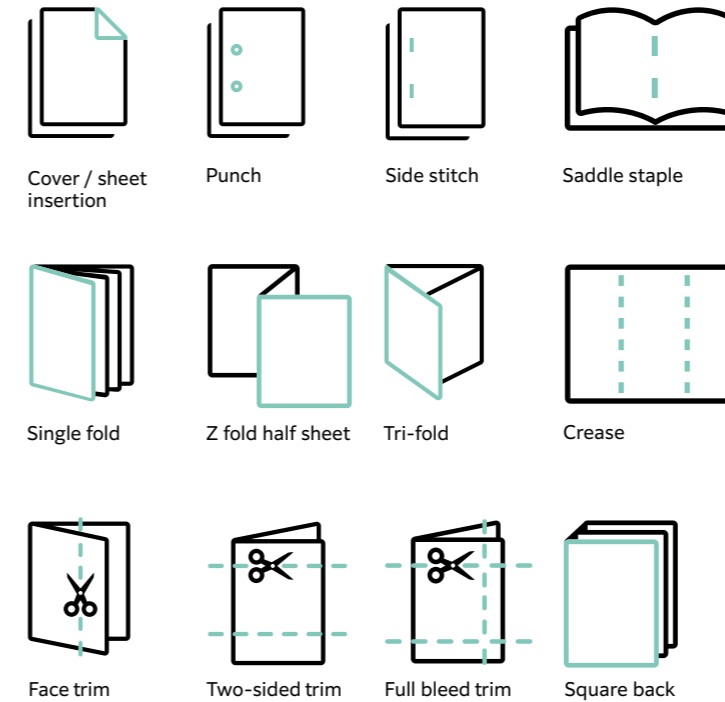 Cover / sheet
insertion
Punch
Side stitch
Saddle staple
Single fold
Z fold half sheet
Tri-fold
Crease
Face trim
Two-sided trim
Full bleed trim
Square back